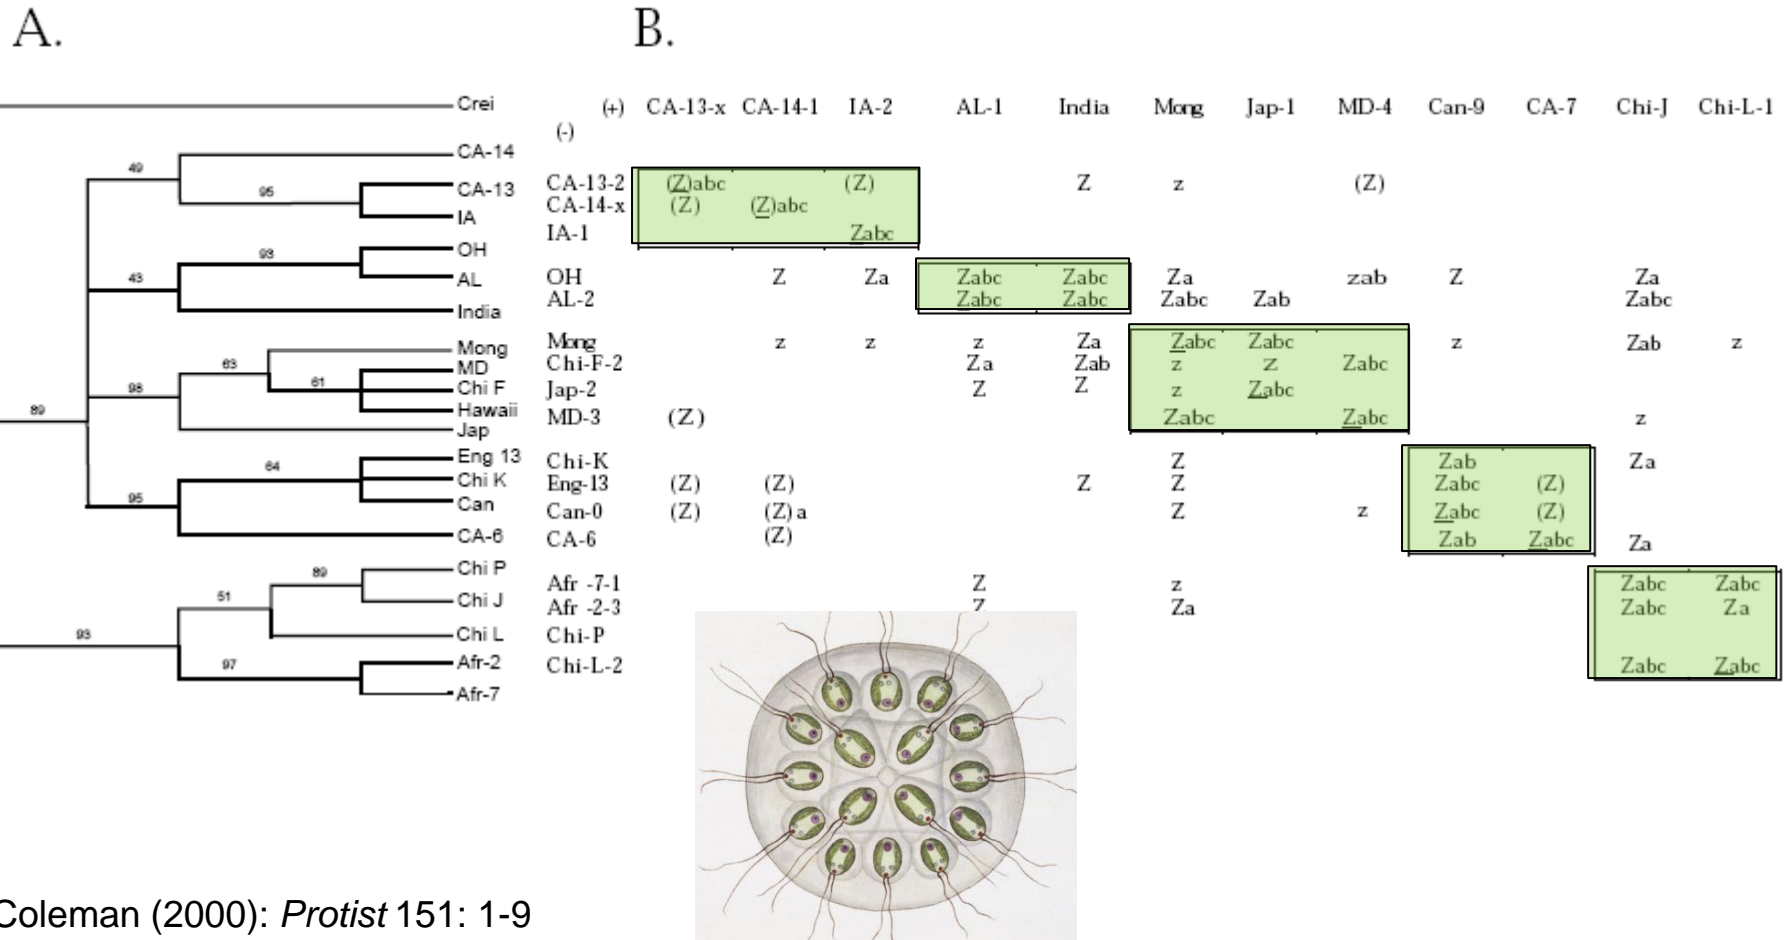 A.
B.
Crei
CA-14
CA-13
IA
OH
AL
India
Mong
MD
Chi F
Hawaii
Jap
Eng 13
Chi K
Can
CA-6
Chi P
Chi J
Chi L
Afr-2
Afr-7
49
95
93
43
63
61
98
89
64
95
89
51
93
97
(+) CA-13-x CA-14-1 IA-2 AL-1 India Mong Jap-1 MD-4 Can-9 CA-7 Chi-J Chi-L-1
(-)
CA-13-2 (Z)abc (Z) Z z (Z)
CA-14-x (Z) (Z)abc
IA-1 Zabc
OH Z Za Zabc Zabc Za zab Z Za
AL-2 Zabc Zabc Zabc Zab Zabc
Mong z z z Za Zabc Zabc z Zab z
Chi-F-2 Za Zab z z Zabc
Jap-2 Z Z z Zabc
MD-3 (Z) Zabc Zabc z
Chi-K Z Zab Za
Eng-13 (Z) (Z) Z Z Zabc (Z)
Can-0 (Z) (Z) a Z z Zabc (Z)
CA-6 (Z) Zab Zabc Za
Afr -7-1 Z z Zabc Zabc
Afr -2-3 Z Za Zabc Za
Chi-P
Chi-L-2 Zabc Zabc
Coleman (2000): Protist 151: 1-9